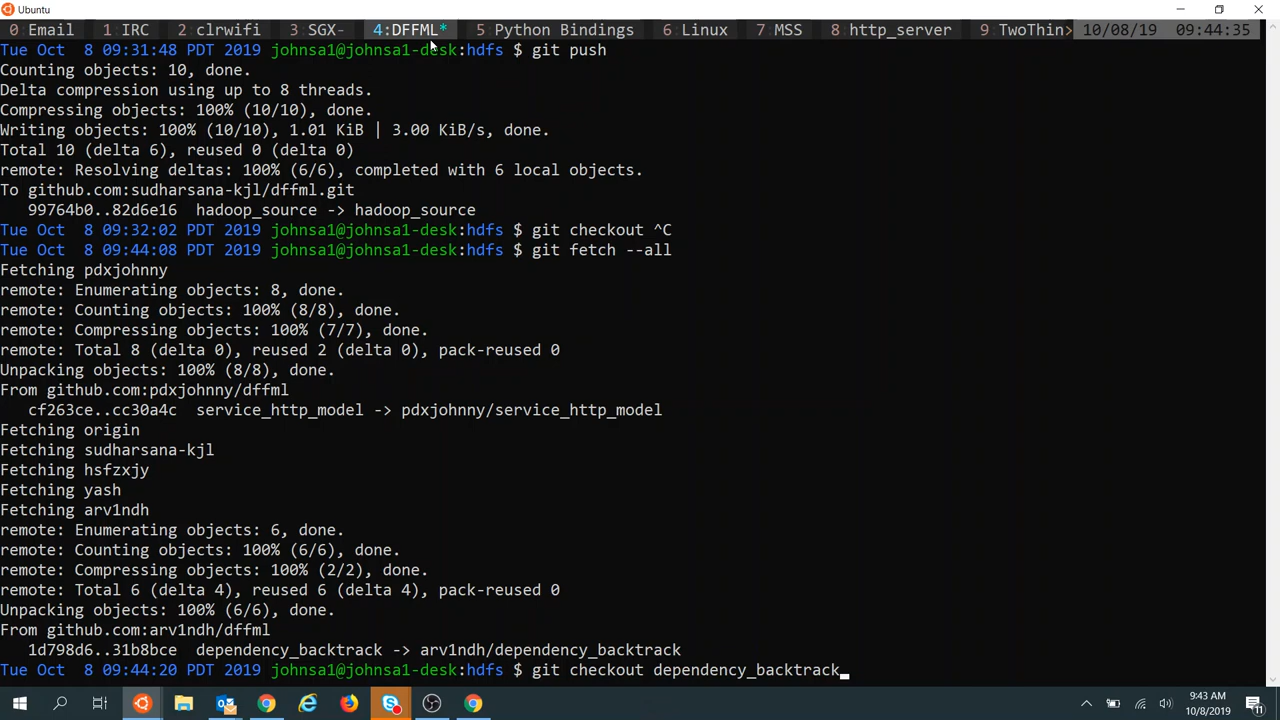 Ubuntu
0 Email 1 IRC 2 clrwifi 3 SGX- 4:DFFML* 5 Python Bindings 6 Linux 7 MSS 8 http_server 9 TwoThin> 10/08/19 09:44:35
Tue Oct  8 09:31:48 PDT 2019 johnsa1@johnsa1-desk:hdfs $ git push
Counting objects: 10, done.
Delta compression using up to 8 threads.
Compressing objects: 100% (10/10), done.
Writing objects: 100% (10/10), 1.01 KiB | 3.00 KiB/s, done.
Total 10 (delta 6), reused 0 (delta 0)
remote: Resolving deltas: 100% (6/6), completed with 6 local objects.
To github.com:sudharsana-kjl/dffml.git
   99764b0..82d6e16  hadoop_source -> hadoop_source
Tue Oct  8 09:32:02 PDT 2019 johnsa1@johnsa1-desk:hdfs $ git checkout ^C
Tue Oct  8 09:44:08 PDT 2019 johnsa1@johnsa1-desk:hdfs $ git fetch --all
Fetching pdxjohnny
remote: Enumerating objects: 8, done.
remote: Counting objects: 100% (8/8), done.
remote: Compressing objects: 100% (7/7), done.
remote: Total 8 (delta 0), reused 2 (delta 0), pack-reused 0
Unpacking objects: 100% (8/8), done.
From github.com:pdxjohnny/dffml
   cf263ce..cc30a4c  service_http_model -> pdxjohnny/service_http_model
Fetching origin
Fetching sudharsana-kjl
Fetching hsfzxjy
Fetching yash
Fetching arv1ndh
remote: Enumerating objects: 6, done.
remote: Counting objects: 100% (6/6), done.
remote: Compressing objects: 100% (2/2), done.
remote: Total 6 (delta 4), reused 6 (delta 4), pack-reused 0
Unpacking objects: 100% (6/6), done.
From github.com:arv1ndh/dffml
   1d798d6..31b8bce  dependency_backtrack -> arv1ndh/dependency_backtrack
Tue Oct  8 09:44:20 PDT 2019 johnsa1@johnsa1-desk:hdfs $ git checkout dependency_backtrack
9:43 AM
10/8/2019
11